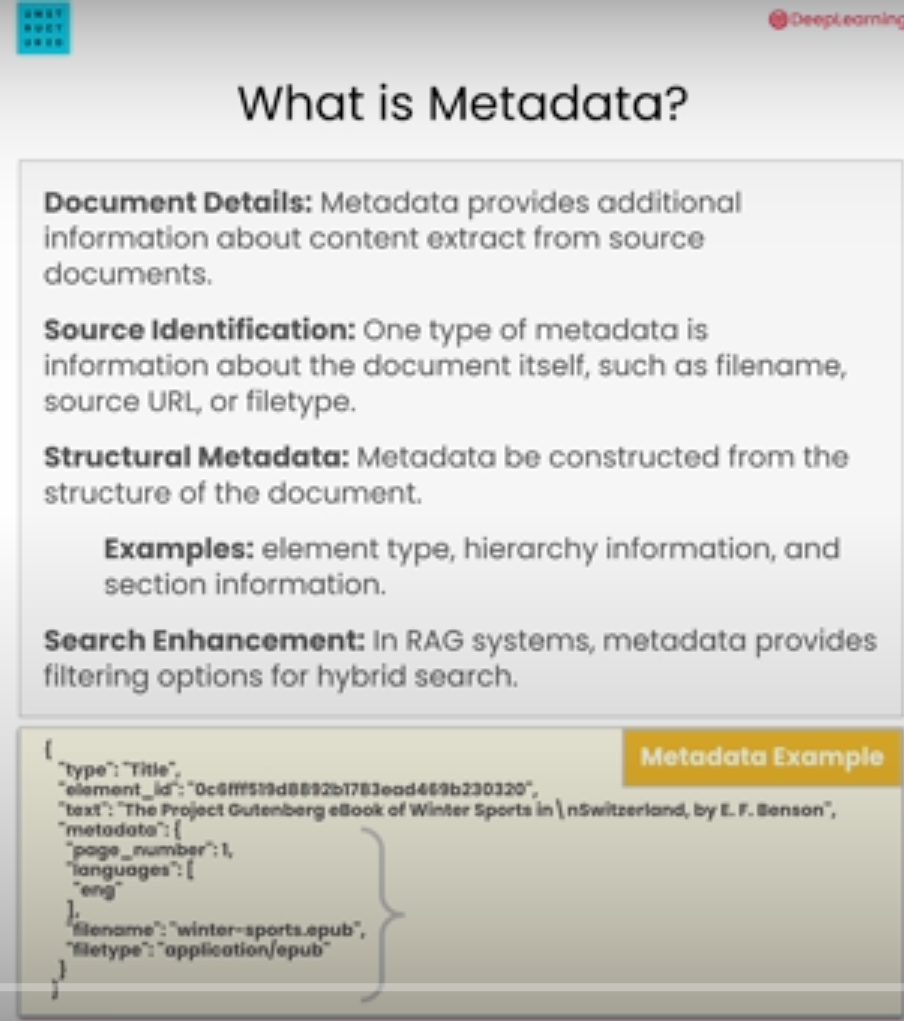 UNST
RUCT
URED
DeepLearning
What is Metadata?
Document Details: Metadata provides additional
information about content extract from source
documents.
Source Identification: One type of metadata is
information about the document itself, such as filename,
source URL, or filetype.
Structural Metadata: Metadata be constructed from the
structure of the document.
Examples: element type, hierarchy information, and
section information.
Search Enhancement: In RAG systems, metadata provides
filtering options for hybrid search.
Metadata Example
{
"type": "Title",
"element_id": "0c6fff519d8892b1783ead469b230320",
"text": "The Project Gutenberg eBook of Winter Sports in\nSwitzerland, by E. F. Benson",
"metadata": {
"page_number": 1,
"languages": [
"eng"
],
"filename": "winter-sports.epub",
"filetype": "application/epub"
}
}